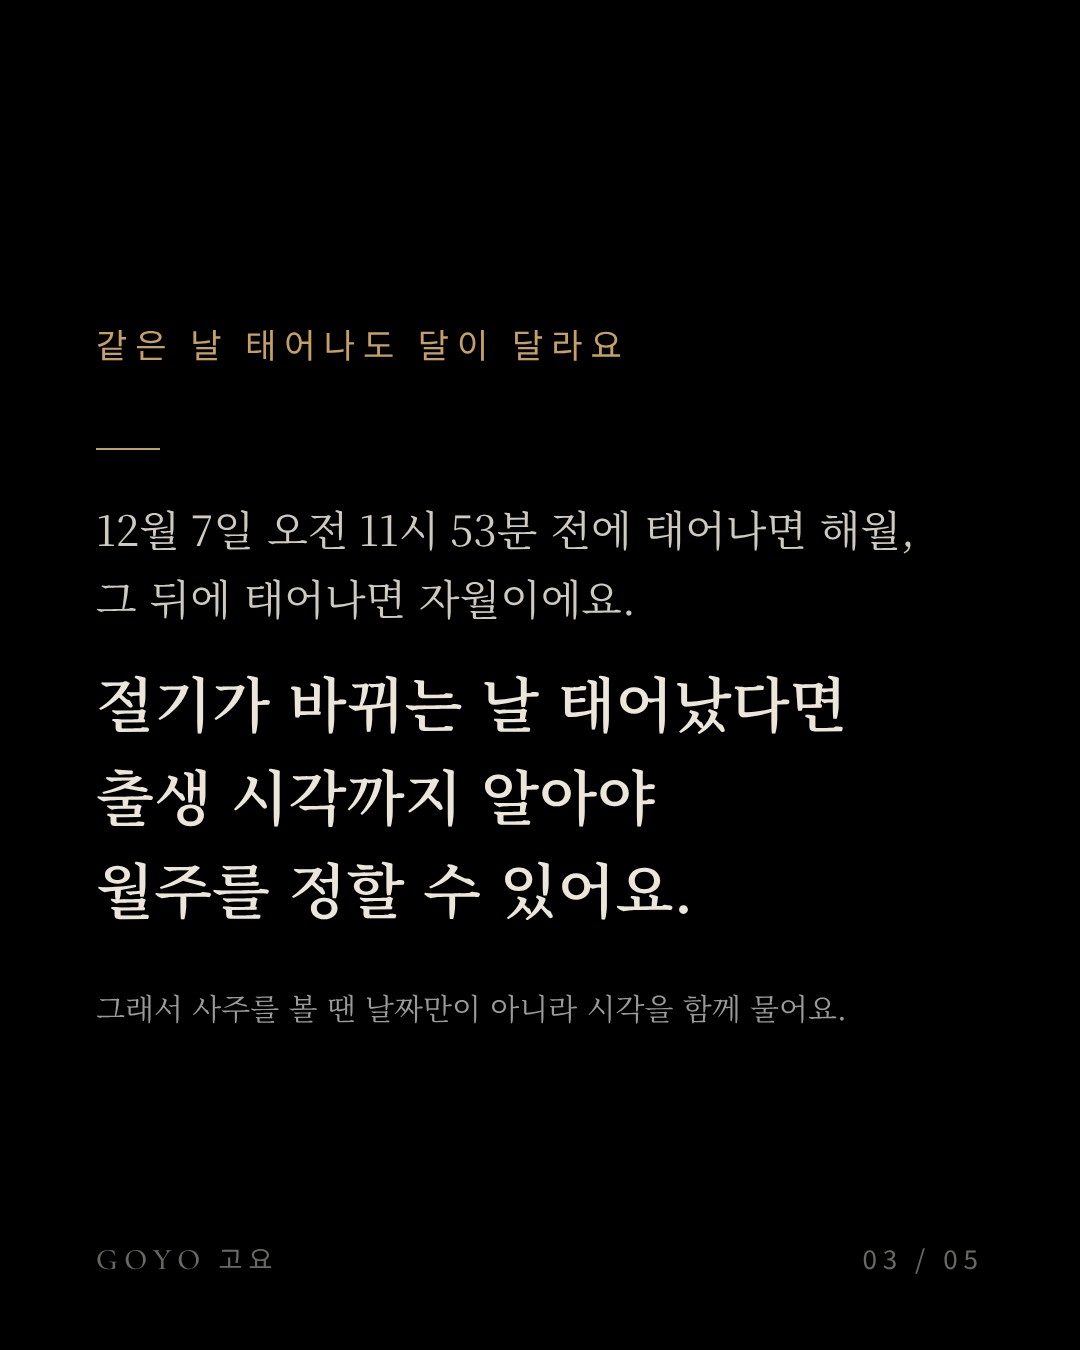 같은 날 태어나도 달이 달라요
12월 7일 오전 11시 53분 전에 태어나면 해월,
그 뒤에 태어나면 자월이에요.
절기가 바뀌는 날 태어났다면
출생 시각까지 알아야
월주를 정할 수 있어요.
그래서 사주를 볼 땐 날짜만이 아니라 시각을 함께 물어요.
GOYO 고요
03 / 05